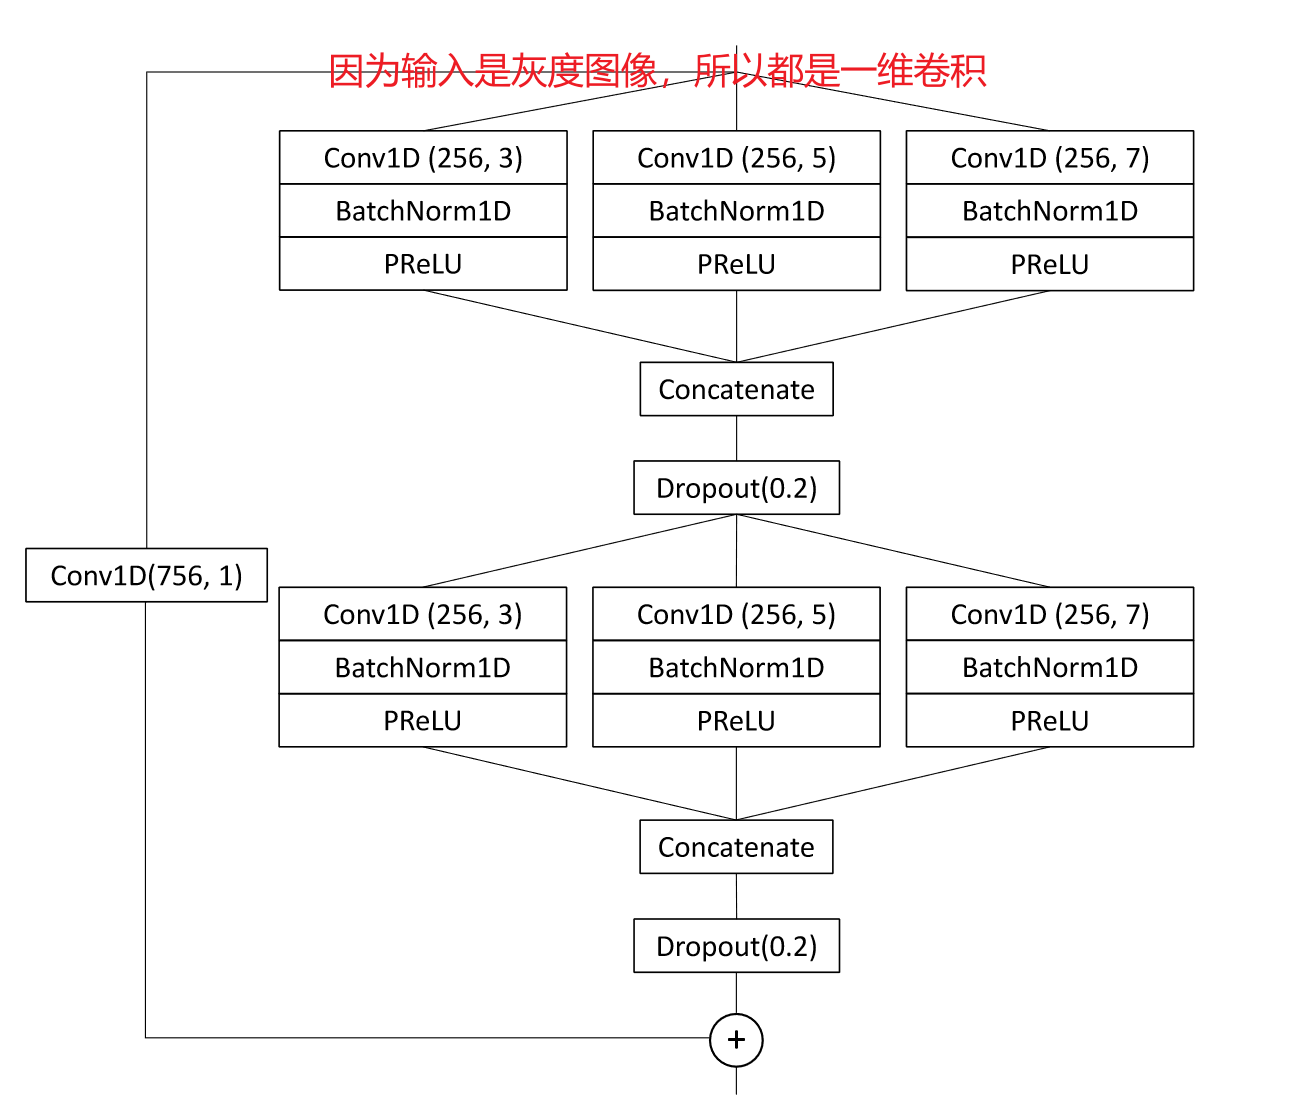 因为输入是灰度图像，所以都是一维卷积
Conv1D (256, 3)
Conv1D (256, 5)
Conv1D (256, 7)
BatchNorm1D
BatchNorm1D
BatchNorm1D
PReLU
PReLU
PReLU
Concatenate
Dropout(0.2)
Conv1D(756, 1)
Conv1D (256, 3)
Conv1D (256, 5)
Conv1D (256, 7)
BatchNorm1D
BatchNorm1D
BatchNorm1D
PReLU
PReLU
PReLU
Concatenate
Dropout(0.2)
+